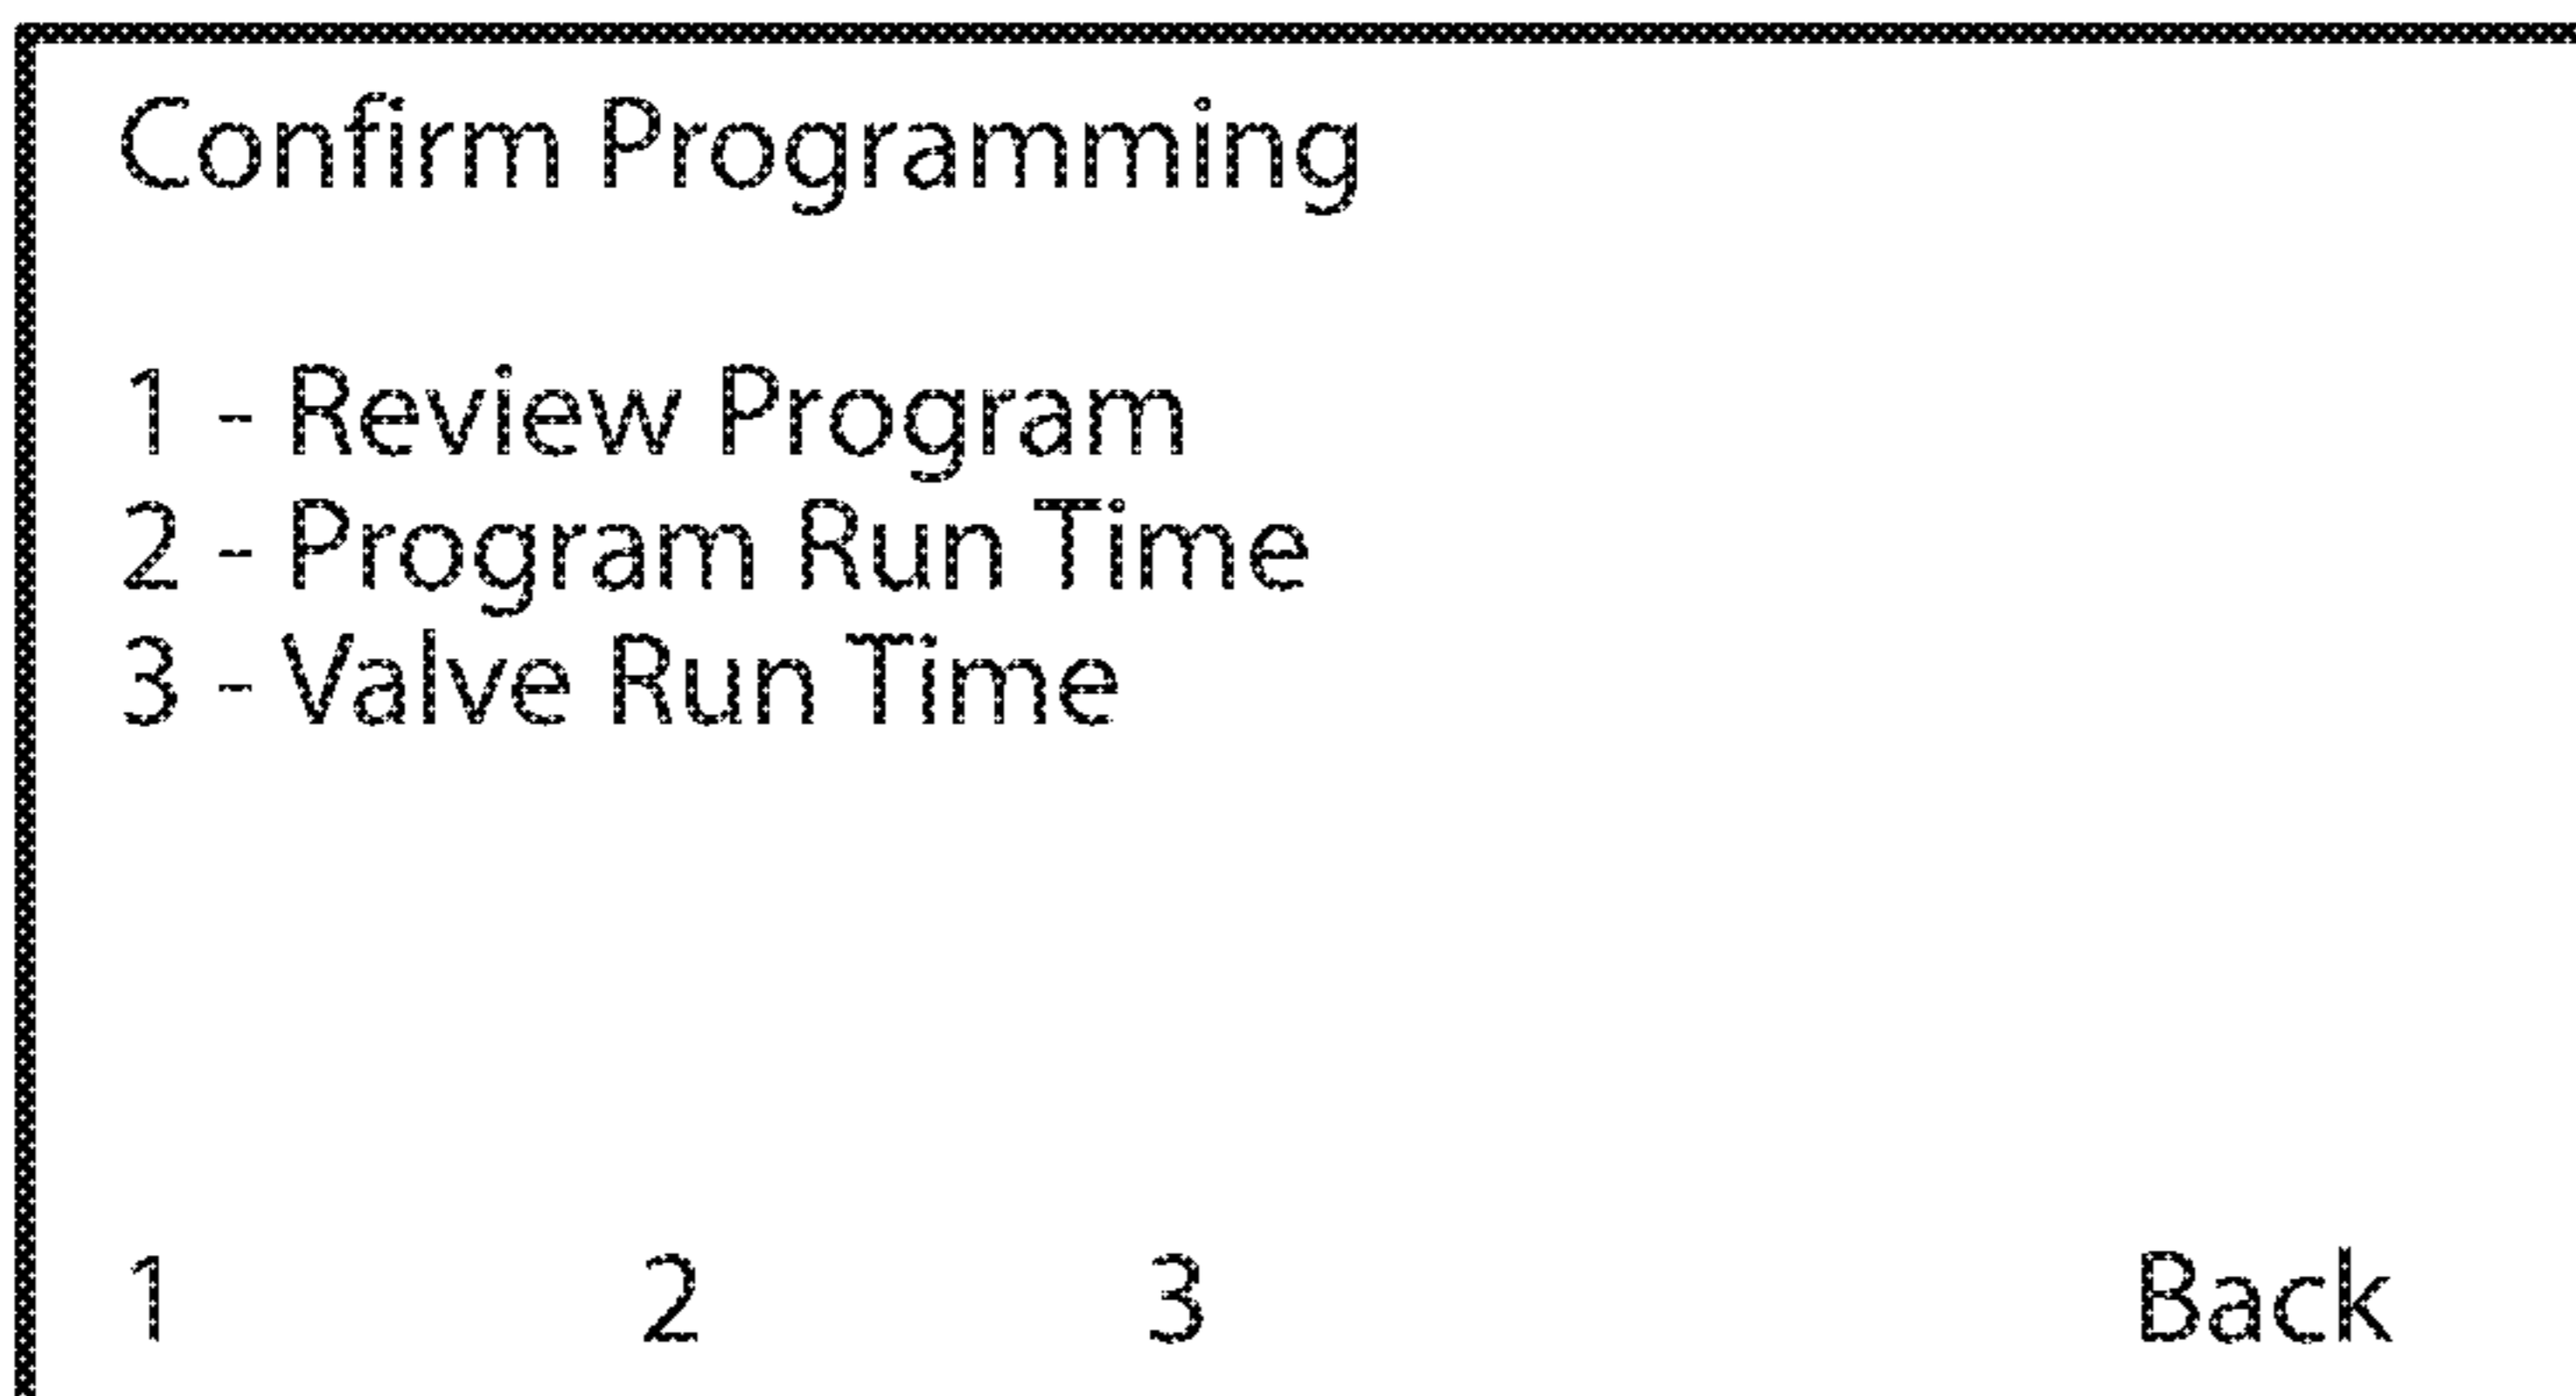 Confirm Programming
1 - Review Program
2 - Program Run Time
3 - Valve Run Time
1 2 3 Back